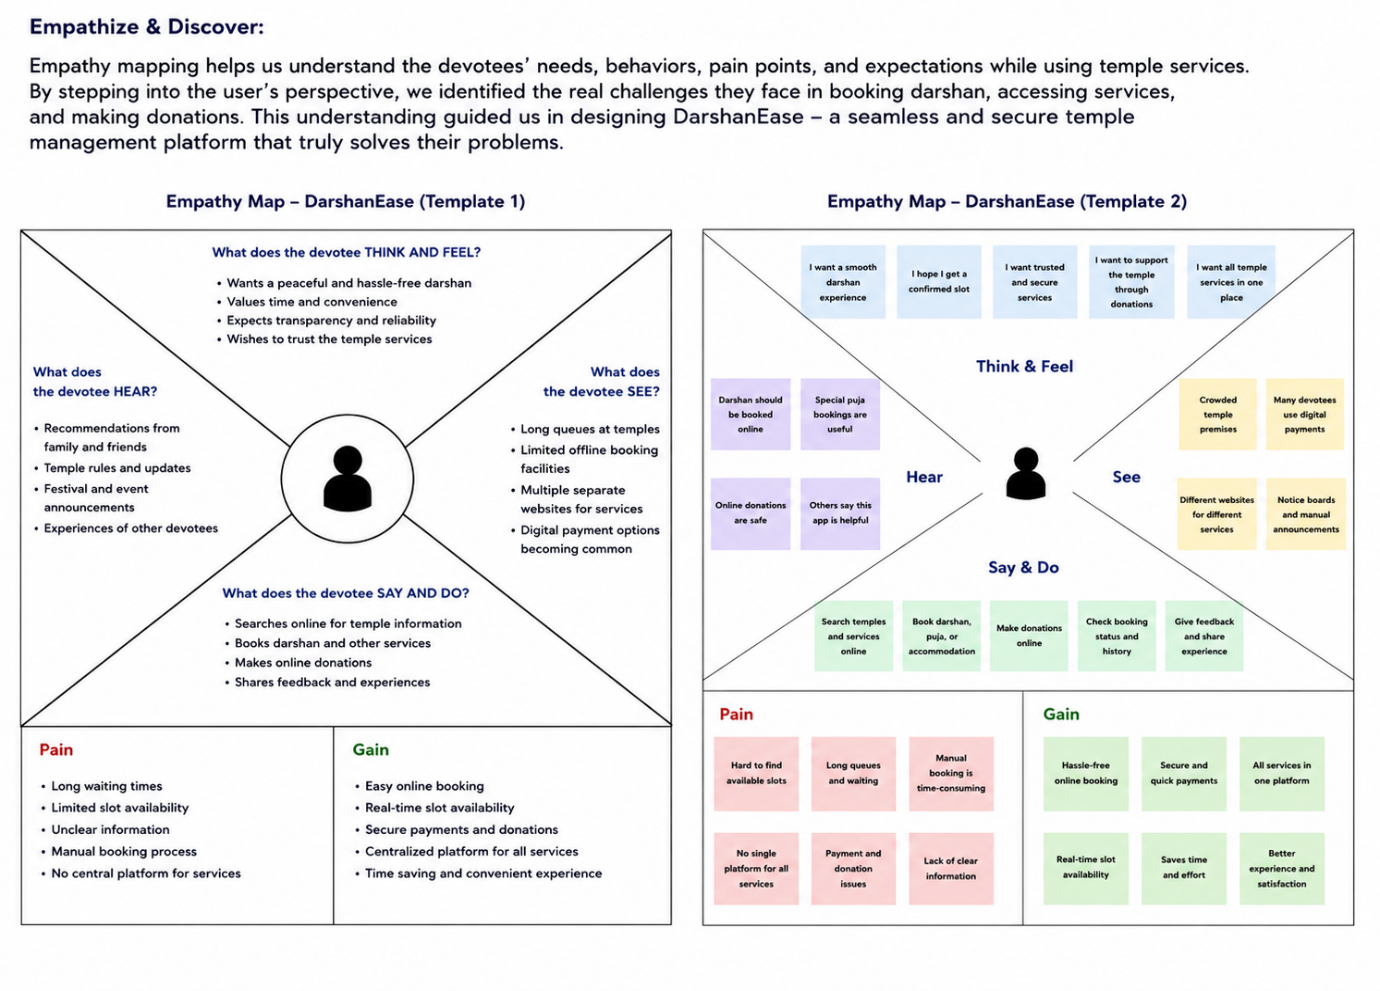 Empathize & Discover:
Empathy mapping helps us understand the devotees' needs, behaviors, pain points, and expectations while using temple services.
By stepping into the user's perspective, we identified the real challenges they face in booking darshan, accessing services,
and making donations. This understanding guided us in designing DarshanEase – a seamless and secure temple
management platform that truly solves their problems.
Empathy Map – DarshanEase (Template 1)
What does the devotee THINK AND FEEL?
• Wants a peaceful and hassle-free darshan
• Values time and convenience
• Expects transparency and reliability
• Wishes to trust the temple services
What does
the devotee HEAR?
• Recommendations from
family and friends
• Temple rules and updates
• Festival and event
announcements
• Experiences of other devotees
What does
the devotee SEE?
• Long queues at temples
• Limited offline booking
facilities
• Multiple separate
websites for services
• Digital payment options
becoming common
What does the devotee SAY AND DO?
• Searches online for temple information
• Books darshan and other services
• Makes online donations
• Shares feedback and experiences
Pain
• Long waiting times
• Limited slot availability
• Unclear information
• Manual booking process
• No central platform for services
Gain
• Easy online booking
• Real-time slot availability
• Secure payments and donations
• Centralized platform for all services
• Time saving and convenient experience
Empathy Map – DarshanEase (Template 2)
I want a smooth
darshan
experience
I hope I get a
confirmed slot
I want trusted
and secure
services
I want to support
the temple
through
donations
I want all temple
services in one
place
Think & Feel
Darshan should
be booked
online
Special puja
bookings are
useful
Online donations
are safe
Others say this
app is helpful
Hear
See
Crowded
temple
premises
Many devotees
use digital
payments
Different websites
for different
services
Notice boards
and manual
announcements
Say & Do
Search temples
and services
online
Book darshan,
puja, or
accommodation
Make donations
online
Check booking
status and
history
Give feedback
and share
experience
Pain
Hard to find
available slots
Long queues
and waiting
Manual
booking is
time-consuming
No single
platform for all
services
Payment and
donation
issues
Lack of clear
information
Gain
Hassle-free
online booking
Secure and
quick payments
All services in
one platform
Real-time slot
availability
Saves time
and effort
Better
experience and
satisfaction